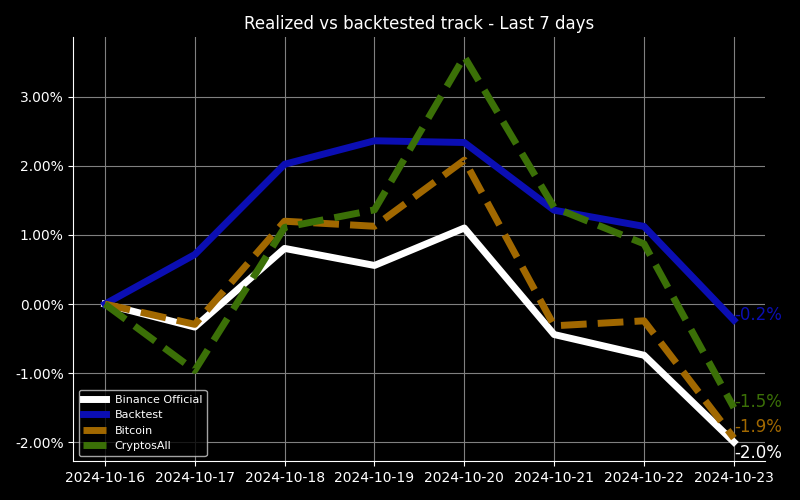 Realized vs backtested track - Last 7 days
3.00%
2.00%
1.00%
0.00%
-1.00%
-2.00%
-0.2%
-1.5%
-1.9%
-2.0%
Binance Official
Backtest
Bitcoin
CryptosAll
2024-10-16 2024-10-17 2024-10-18 2024-10-19 2024-10-20 2024-10-21 2024-10-22 2024-10-23